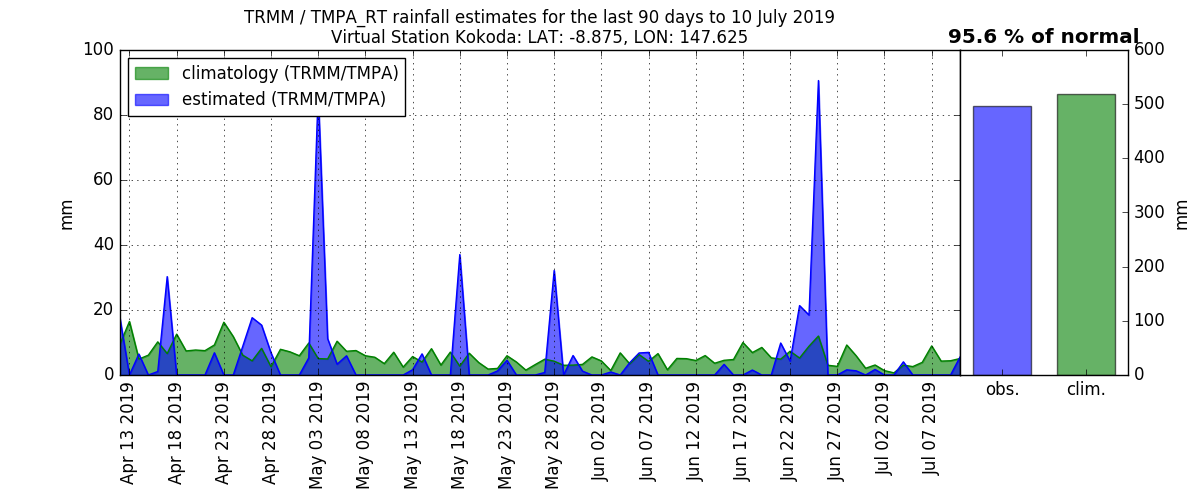 TRMM / TMPA_RT rainfall estimates for the last 90 days to 10 July 2019
Virtual Station Kokoda: LAT: -8.875, LON: 147.625
95.6 % of normal
climatology (TRMM/TMPA)
estimated (TRMM/TMPA)
100
80
60
40
20
0
mm
Apr 13 2019
Apr 18 2019
Apr 23 2019
Apr 28 2019
May 03 2019
May 08 2019
May 13 2019
May 18 2019
May 23 2019
May 28 2019
Jun 02 2019
Jun 07 2019
Jun 12 2019
Jun 17 2019
Jun 22 2019
Jun 27 2019
Jul 02 2019
Jul 07 2019
obs.
clim.
600
500
400
300
200
100
0
mm